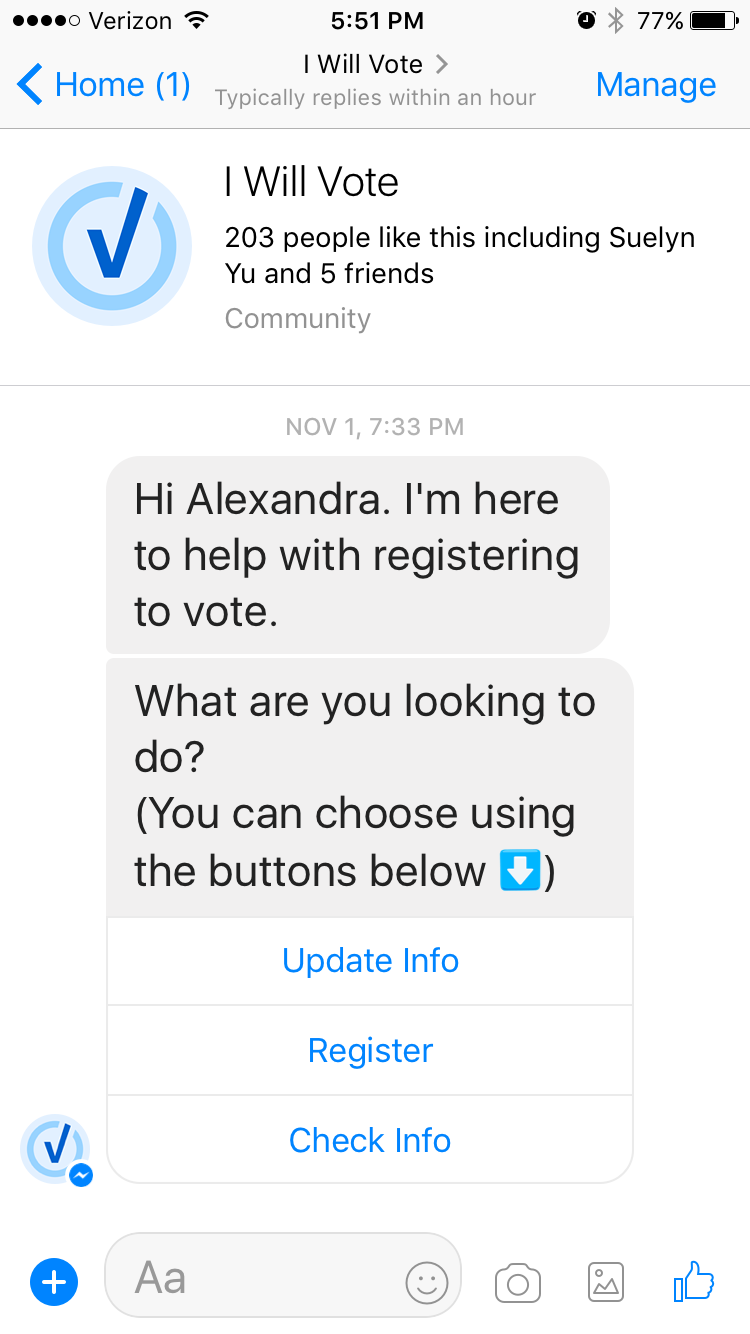 Verizon 5:51 PM 77%
Home (1) I Will Vote Manage
Typically replies within an hour
I Will Vote
203 people like this including Suelyn
Yu and 5 friends
Community
NOV 1, 7:33 PM
Hi Alexandra. I'm here
to help with registering
to vote.
What are you looking to
do?
(You can choose using
the buttons below ⬇️)
Update Info
Register
Check Info
Aa